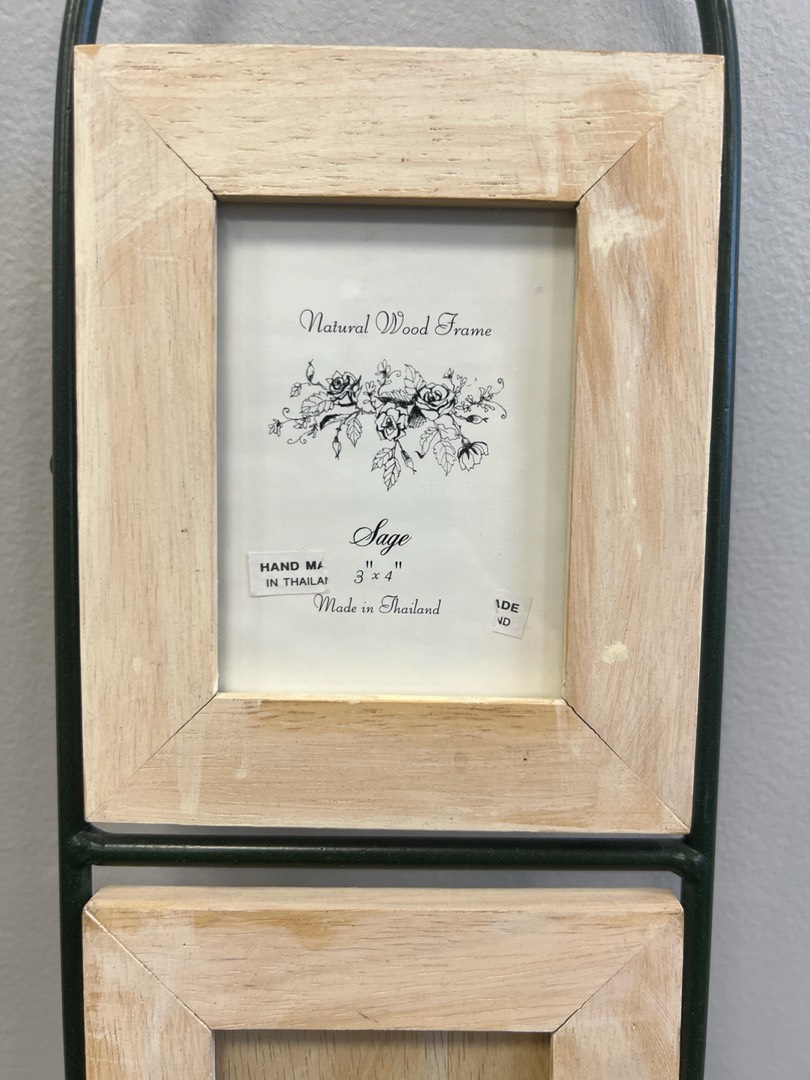 Natural Wood Frame
Sage
3" x 4"
Made in Thailand
HAND MA
IN THAILAN
ADE
ND